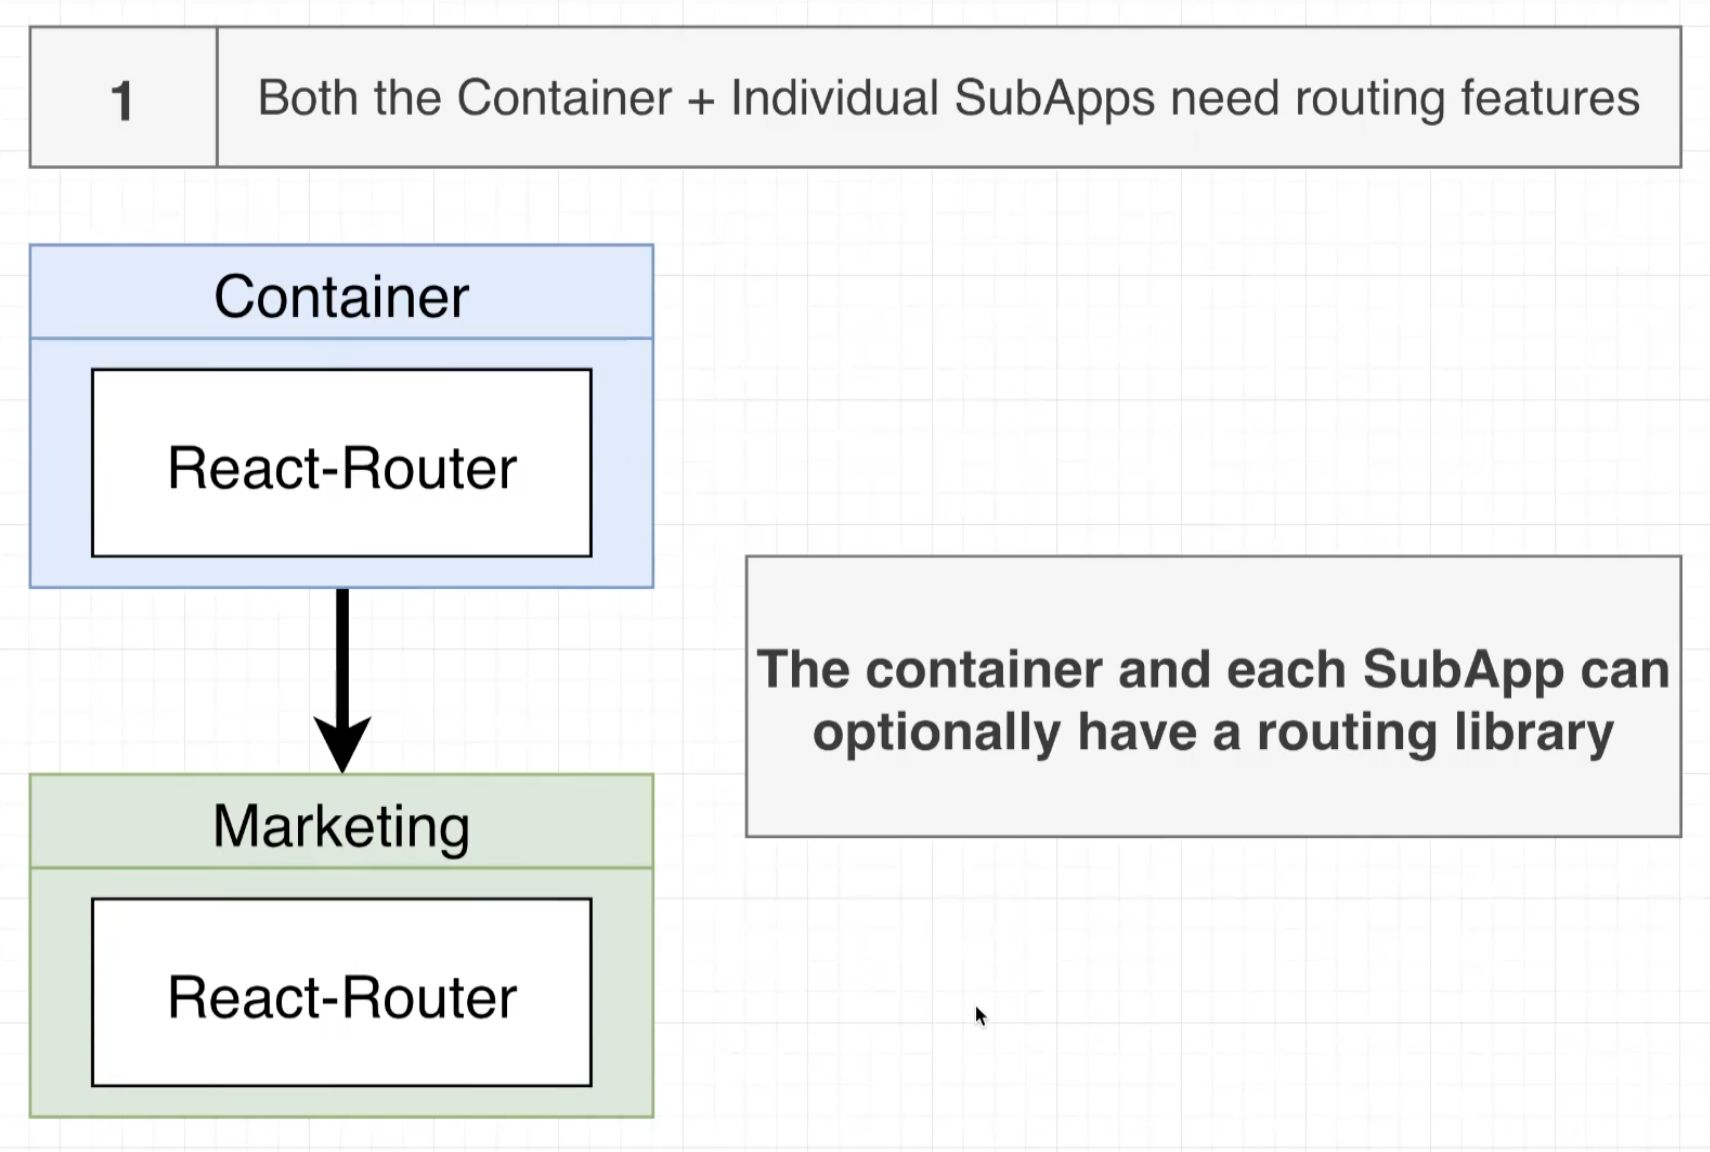 1
Both the Container + Individual SubApps need routing features
Container
React-Router
The container and each SubApp can
optionally have a routing library
Marketing
React-Router